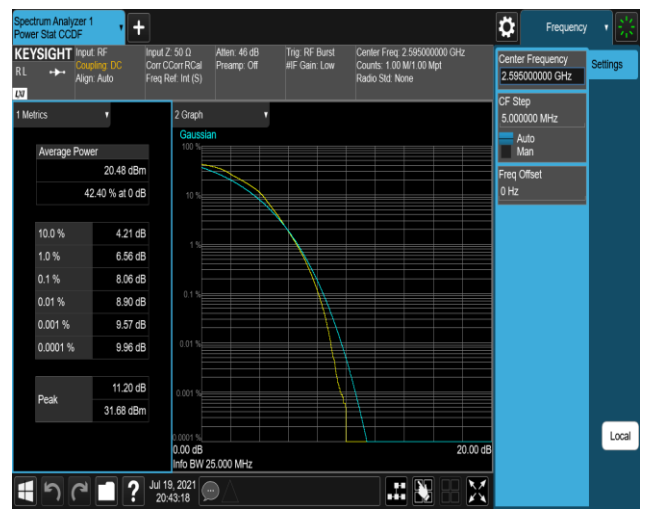 Spectrum Analyzer 1
Power Stat CCDF
Frequency
KEYSIGHT
RL
LXI
Input: RF
Coupling: DC
Align: Auto
Input Z: 50 Ω
Corr CCorr RCal
Freq Ref: Int (S)
Atten: 46 dB
Preamp: Off
Trig: RF Burst
#IF Gain: Low
Center Freq: 2.595000000 GHz
Counts: 1.00 M/1.00 Mpt
Radio Std: None
1 Metrics
Average Power
20.48 dBm
42.40 % at 0 dB
10.0 % 4.21 dB
1.0 % 6.56 dB
0.1 % 8.06 dB
0.01 % 8.90 dB
0.001 % 9.57 dB
0.0001 % 9.96 dB
Peak
11.20 dB
31.68 dBm
2 Graph
Gaussian
100 %
10 %
1 %
0.1 %
0.01 %
0.001 %
0.0001 %
0.00 dB 20.00 dB
Info BW 25.000 MHz
Center Frequency
2.595000000 GHz
CF Step
5.000000 MHz
Auto
Man
Freq Offset
0 Hz
Settings
Local
Jul 19, 2021
20:43:18